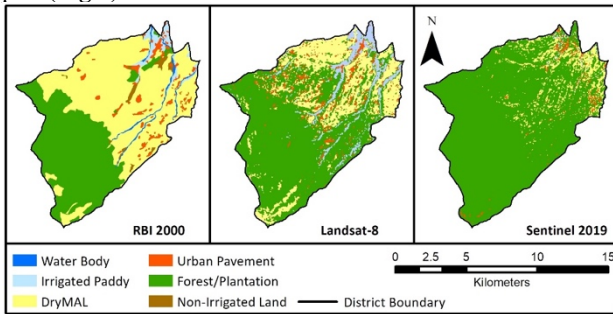 N
RBI 2000
Landsat-8
Sentinel 2019
Water Body
Urban Pavement
Irrigated Paddy
Forest/Plantation
DryMAL
Non-Irrigated Land
District Boundary
0 2.5 5 10 15
Kilometers